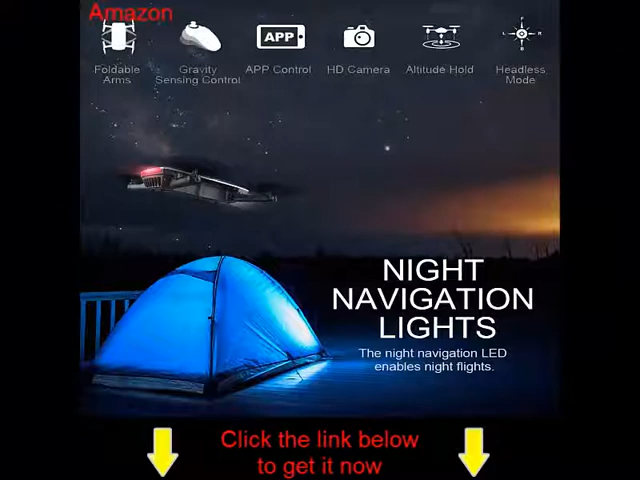 Amazon
APP
Foldable
Arms
Gravity
Sensing Control
APP Control
HD Camera
Altitude Hold
Headless
Mode
NIGHT
NAVIGATION
LIGHTS
The night navigation LED
enables night flights.
Click the link below
to get it now